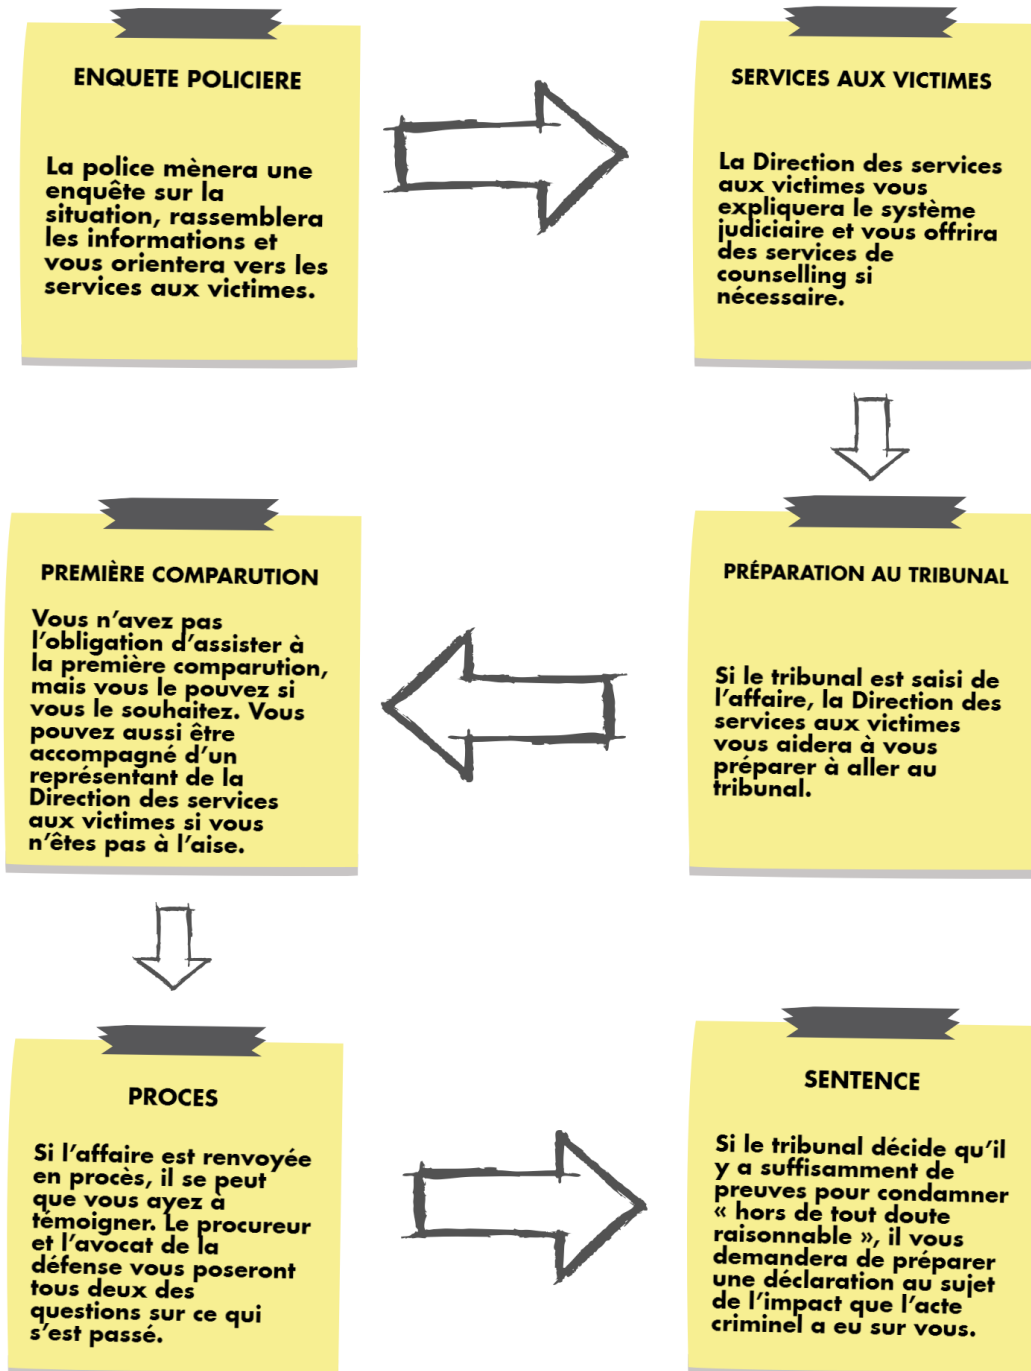 ENQUETE POLICIERE
La police mènera une
enquête sur la
situation, rassemblera
les informations et
vous orientera vers les
services aux victimes.
SERVICES AUX VICTIMES
La Direction des services
aux victimes vous
expliquera le système
judiciaire et vous offrira
des services de
counselling si
nécessaire.
PRÉPARATION AU TRIBUNAL
Si le tribunal est saisi de
l’affaire, la Direction des
services aux victimes
vous aidera à vous
préparer à aller au
tribunal.
PREMIÈRE COMPARUTION
Vous n’avez pas
l’obligation d’assister à
la première comparution,
mais vous le pouvez si
vous le souhaitez. Vous
pouvez aussi être
accompagné d’un
représentant de la
Direction des services
aux victimes si vous
n’êtes pas à l’aise.
PROCES
Si l’affaire est renvoyée
en procès, il se peut
que vous ayez à
témoigner. Le procureur
et l’avocat de la
défense vous poseront
tous deux des
questions sur ce qui
s’est passé.
SENTENCE
Si le tribunal décide qu’il
y a suffisamment de
preuves pour condamner
« hors de tout doute
raisonnable », il vous
demandera de préparer
une déclaration au sujet
de l’impact que l’acte
criminel a eu sur vous.